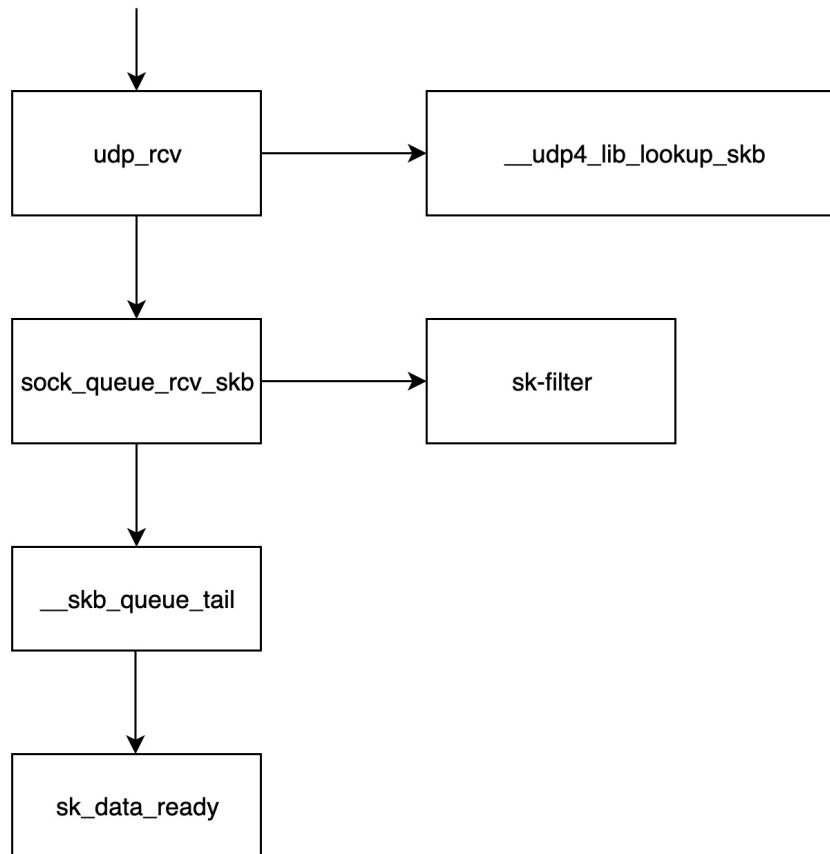 udp_rcv
__udp4_lib_lookup_skb
sock_queue_rcv_skb
sk-filter
__skb_queue_tail
sk_data_ready